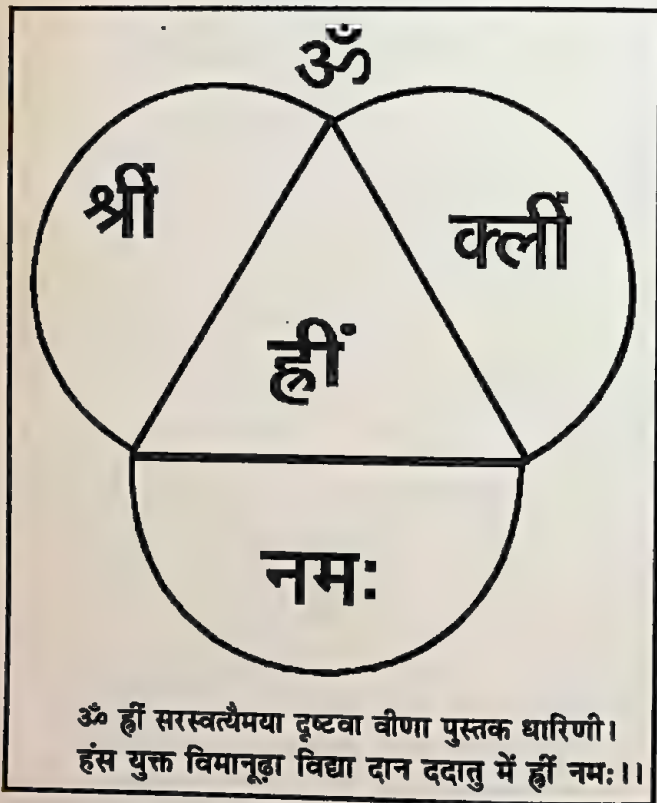 ॐ
श्रीं
क्लीं
ह्रीं
नमः
ॐ ह्रीं सरस्वत्यैमया दृष्टवा वीणा पुस्तक धारिणी।
हंस युक्त विमानूढ़ा विद्या दान ददातु में ह्रीं नमः।।